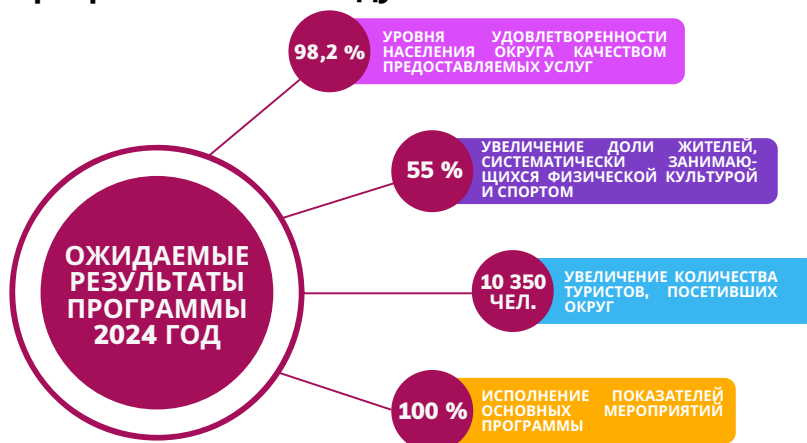 98,2 %
УРОВНЯ УДОВЛЕТВОРЕННОСТИ
НАСЕЛЕНИЯ ОКРУГА КАЧЕСТВОМ
ПРЕДОСТАВЛЯЕМЫХ УСЛУГ
55 %
УВЕЛИЧЕНИЕ ДОЛИ ЖИТЕЛЕЙ,
СИСТЕМАТИЧЕСКИ ЗАНИМАЮ-
ЩИХСЯ ФИЗИЧЕСКОЙ КУЛЬТУРОЙ
И СПОРТОМ
ОЖИДАЕМЫЕ
РЕЗУЛЬТАТЫ
ПРОГРАММЫ
2024 ГОД
10 350
ЧЕЛ.
УВЕЛИЧЕНИЕ КОЛИЧЕСТВА
ТУРИСТОВ, ПОСЕТИВШИХ
ОКРУГ
100 %
ИСПОЛНЕНИЕ ПОКАЗАТЕЛЕЙ
ОСНОВНЫХ МЕРОПРИЯТИЙ
ПРОГРАММЫ